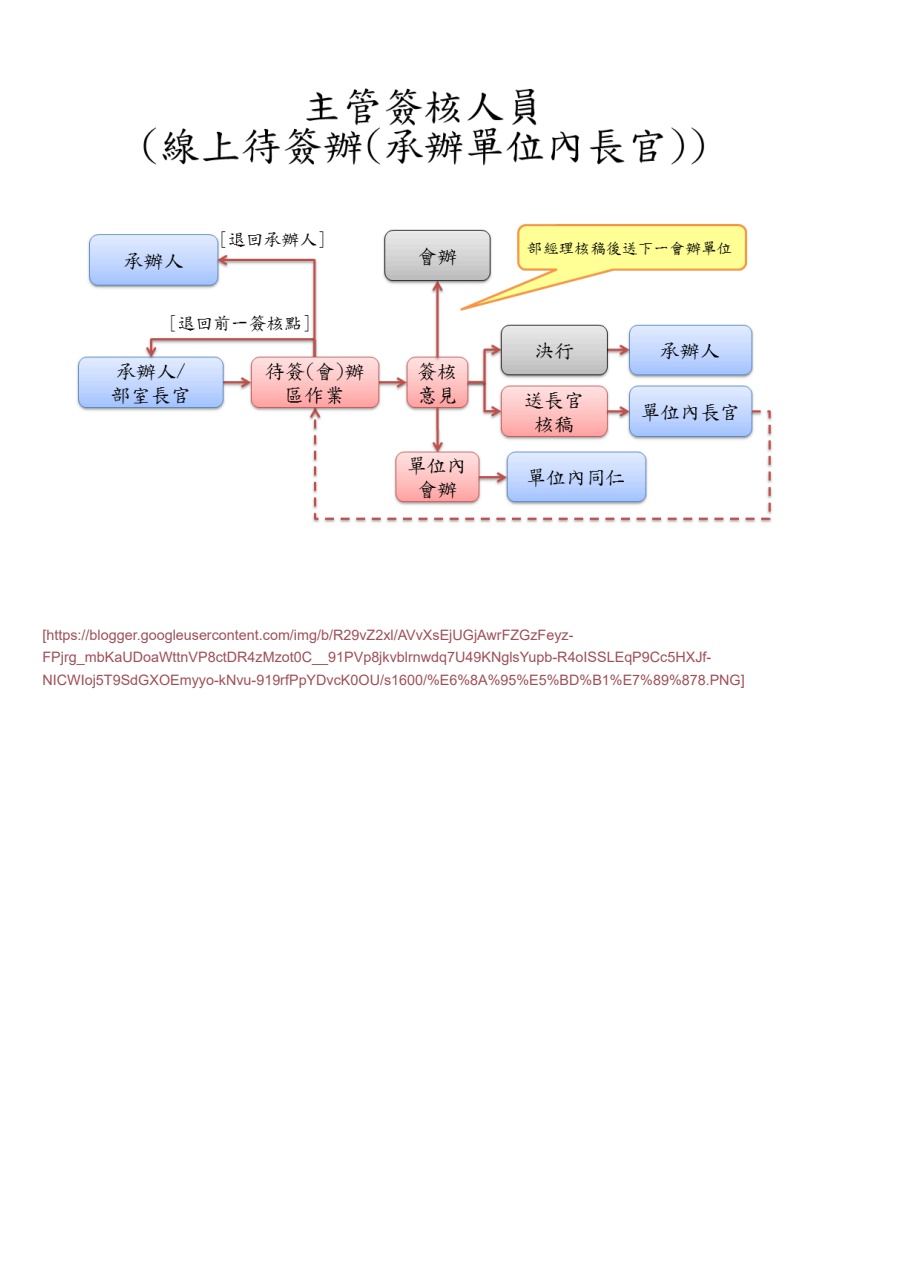 主管簽核人員
(線上待簽辦(承辦單位內長官))
承辦人
[退回承辦人]
會辦
部經理核稿後送下一會辦單位
[退回前一簽核點]
承辦人/
部室長官
待簽(會)辦
區作業
簽核
意見
決行
承辦人
送長官
核稿
單位內長官
單位內
會辦
單位內同仁
[https://blogger.googleusercontent.com/img/b/R29vZ2xl/AVvXsEjUGjAwrFZGzFeyz-
FPjrg_mbKaUDoaWttnVP8ctDR4zMzot0C__91PVp8jkvblrnwdq7U49KNglsYupb-R4oISSLEqP9Cc5HXJf-
NICWIoj5T9SdGXOEmyyo-kNvu-919rfPpYDvcK0OU/s1600/%E6%8A%95%E5%BD%B1%E7%89%878.PNG]